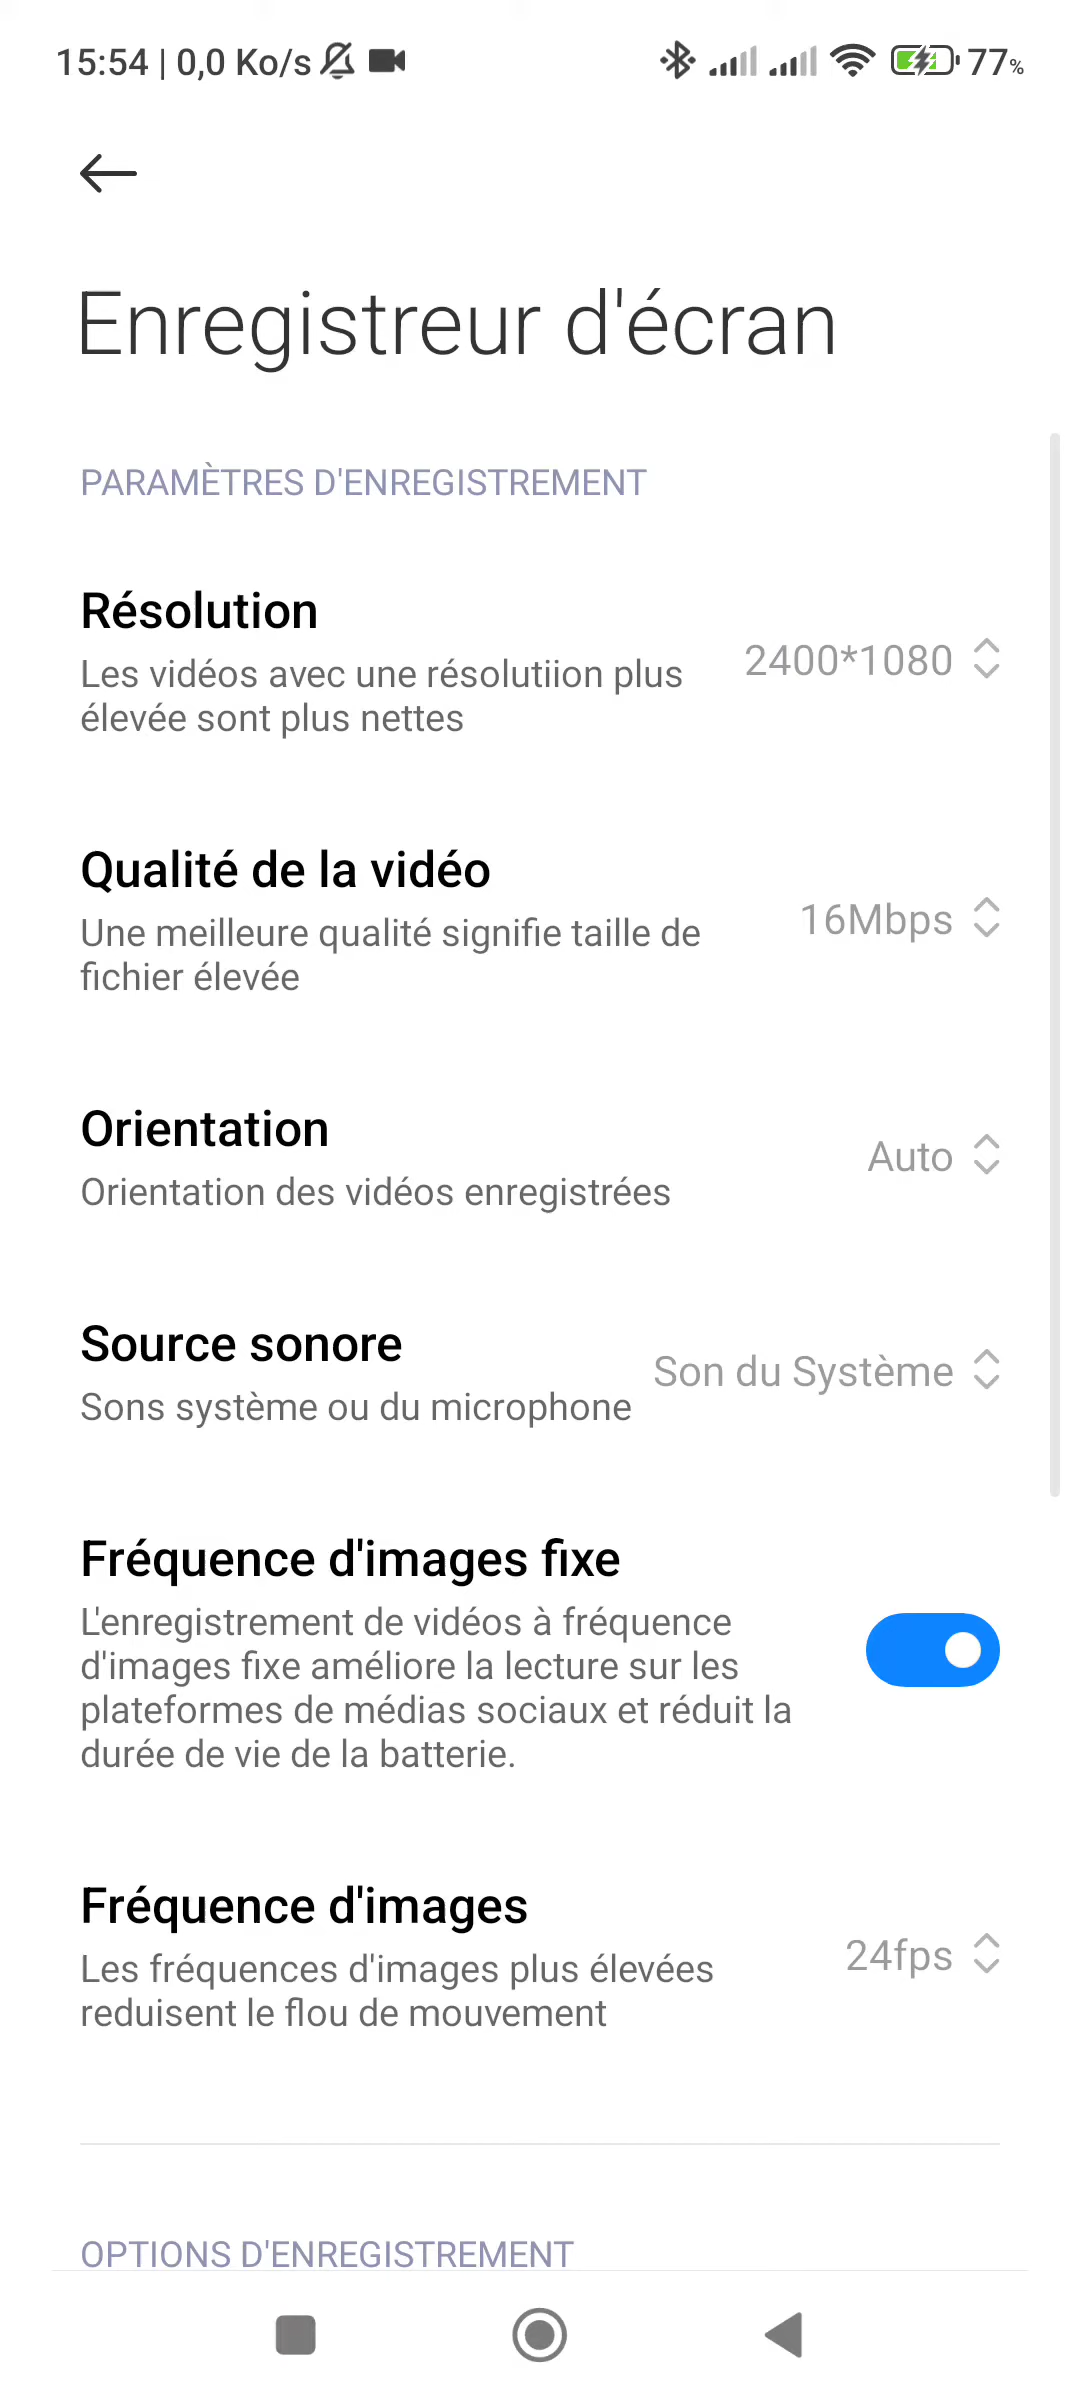 15:54 | 0,0 Ko/s 77%
Enregistreur d'écran
PARAMÈTRES D'ENREGISTREMENT
Résolution
Les vidéos avec une résolutiion plus
élevée sont plus nettes
2400*1080
Qualité de la vidéo
Une meilleure qualité signifie taille de
fichier élevée
16Mbps
Orientation
Orientation des vidéos enregistrées
Auto
Source sonore
Sons système ou du microphone
Son du Système
Fréquence d'images fixe
L'enregistrement de vidéos à fréquence
d'images fixe améliore la lecture sur les
plateformes de médias sociaux et réduit la
durée de vie de la batterie.
Fréquence d'images
Les fréquences d'images plus élevées
reduisent le flou de mouvement
24fps
OPTIONS D'ENREGISTREMENT